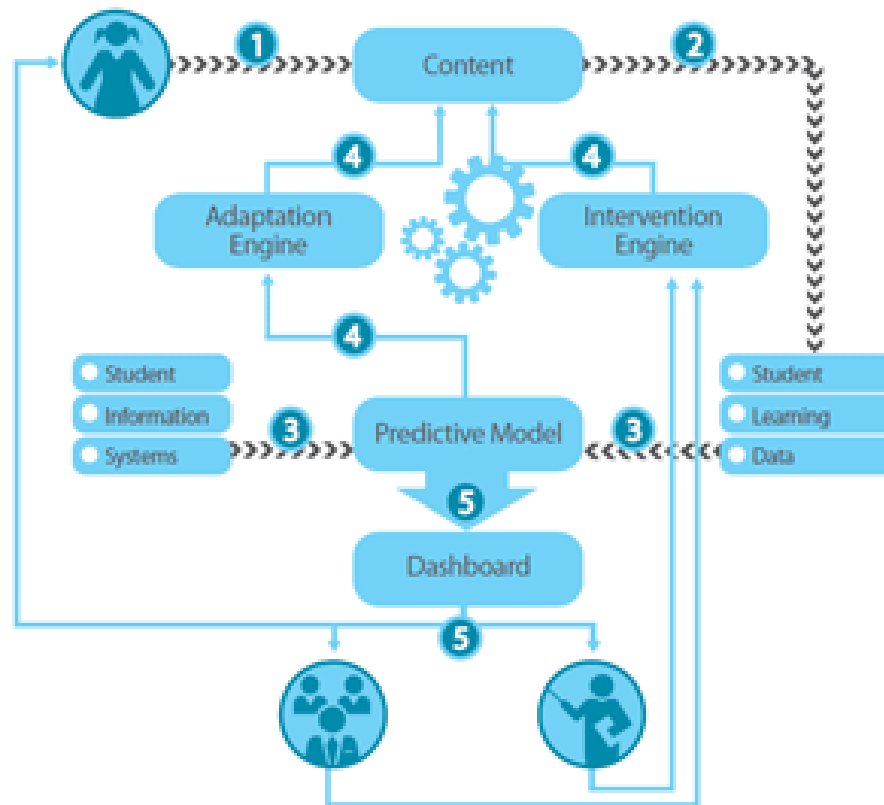 1
Content
2
4
4
Adaptation
Engine
Intervention
Engine
4
Student
Information
Systems
3
Predictive Model
3
Student
Learning
Data
5
Dashboard
5